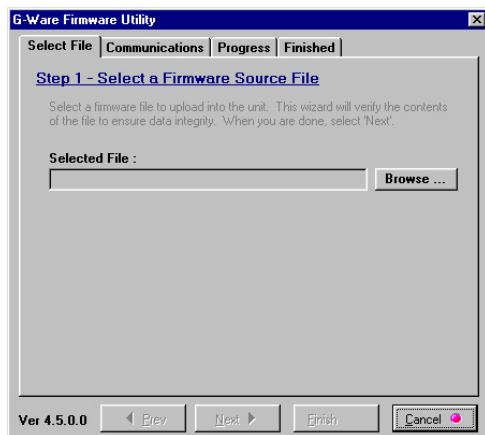 G-Ware Firmware Utility
Select File Communications Progress Finished
Step 1 - Select a Firmware Source File
Select a firmware file to upload into the unit. This wizard will verify the contents
of the file to ensure data integrity. When you are done, select 'Next'.
Selected File :
Browse ...
Ver 4.5.0.0 Prev Next Finish Cancel